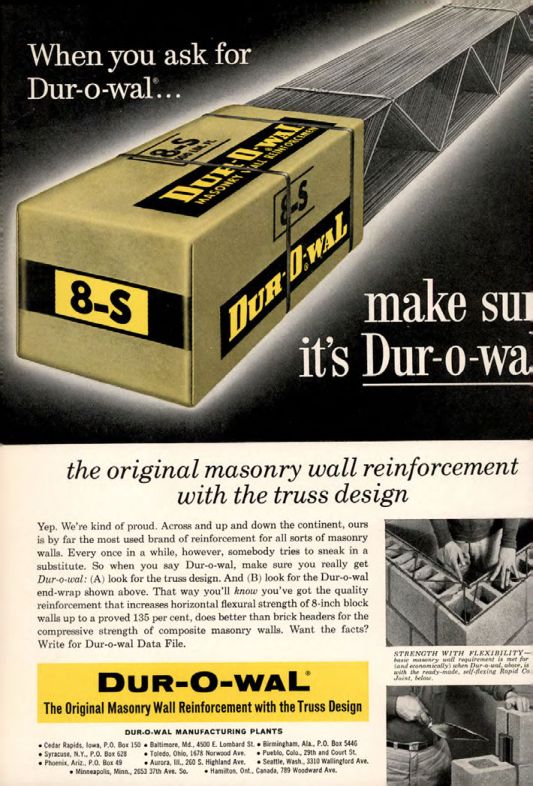 When you ask for
Dur-o-wal®...
8-S
DUR-O-WAL
MASONRY WALL REINFORCEMENT
8-S
8-S
DUR-O-WAL
make su
it's Dur-o-wa
the original masonry wall reinforcement
with the truss design
Yep. We're kind of proud. Across and up and down the continent, ours
is by far the most used brand of reinforcement for all sorts of masonry
walls. Every once in a while, however, somebody tries to sneak in a
substitute. So when you say Dur-o-wal, make sure you really get
Dur-o-wal: (A) look for the truss design. And (B) look for the Dur-o-wal
end-wrap shown above. That way you'll know you've got the quality
reinforcement that increases horizontal flexural strength of 8-inch block
walls up to a proved 135 per cent, does better than brick headers for the
compressive strength of composite masonry walls. Want the facts?
Write for Dur-o-wal Data File.
STRENGTH WITH FLEXIBILITY—
basic masonry wall requirement is met for
(and economically) when Dur-o-wal, above, is
with the ready-made, self-flexing Rapid Co
Joint, below.
DUR-O-WAL®
The Original Masonry Wall Reinforcement with the Truss Design
DUR-O-WAL MANUFACTURING PLANTS
• Cedar Rapids, Iowa, P.O. Box 150 • Baltimore, Md., 4500 E. Lombard St. • Birmingham, Ala., P.O. Box 5446
• Syracuse, N.Y., P.O. Box 628 • Toledo, Ohio, 1678 Norwood Ave. • Pueblo, Colo., 29th and Court St.
• Phoenix, Ariz., P.O. Box 49 • Aurora, Ill., 260 S. Highland Ave. • Seattle, Wash., 3310 Wallingford Ave.
• Minneapolis, Minn., 2653 37th Ave. So. • Hamilton, Ont., Canada, 789 Woodward Ave.